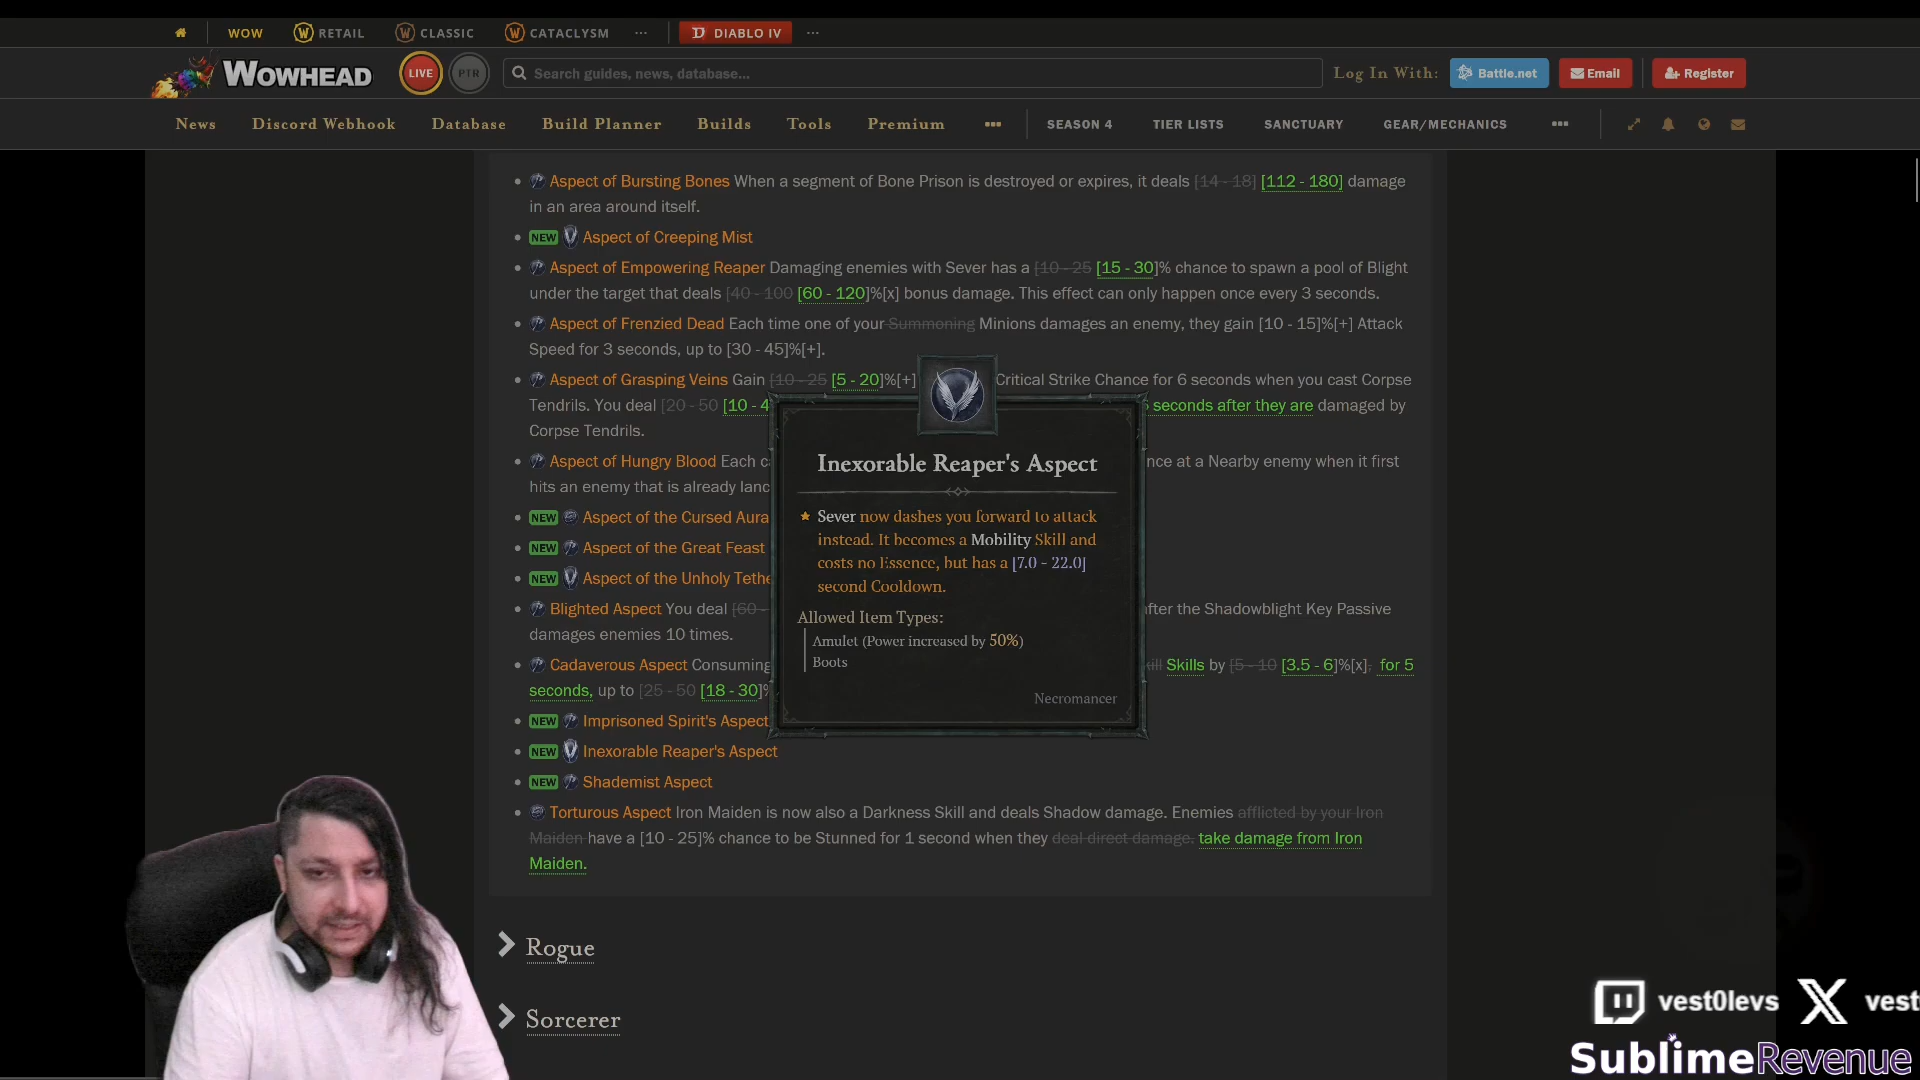 WOW
RETAIL
CLASSIC
CATACLYSM
DIABLO IV
WOWHEAD
LIVE
PTR
Search guides, news, database...
Log In With:
Battle.net
Email
Register
News
Discord Webhook
Database
Build Planner
Builds
Tools
Premium
SEASON 4
TIER LISTS
SANCTUARY
GEAR/MECHANICS
Aspect of Bursting Bones When a segment of Bone Prison is destroyed or expires, it deals [14 - 18] [112 - 180] damage
in an area around itself.
NEW Aspect of Creeping Mist
Aspect of Empowering Reaper Damaging enemies with Sever has a [10 - 25 [15 - 30]% chance to spawn a pool of Blight
under the target that deals [40 - 100 [60 - 120]%[x] bonus damage. This effect can only happen once every 3 seconds.
Aspect of Frenzied Dead Each time one of your Summoning Minions damages an enemy, they gain [10 - 15]%[+] Attack
Speed for 3 seconds, up to [30 - 45]%[+].
Aspect of Grasping Veins Gain [10 - 25 [5 - 20]%[+] Critical Strike Chance for 6 seconds when you cast Corpse
Tendrils. You deal [20 - 50 [10 - 4 seconds after they are damaged by
Corpse Tendrils.
Aspect of Hungry Blood Each c nce at a Nearby enemy when it first
hits an enemy that is already lanc
NEW Aspect of the Cursed Aura
NEW Aspect of the Great Feast
NEW Aspect of the Unholy Tethe
Blighted Aspect You deal [60 - fter the Shadowblight Key Passive
damages enemies 10 times.
Cadaverous Aspect Consuming Skills by [5 - 10 [3.5 - 6]%[x]. for 5
seconds, up to [25 - 50 [18 - 30]%
NEW Imprisoned Spirit's Aspect
NEW Inexorable Reaper's Aspect
NEW Shademist Aspect
Torturous Aspect Iron Maiden is now also a Darkness Skill and deals Shadow damage. Enemies afflicted by your Iron
Maiden have a [10 - 25]% chance to be Stunned for 1 second when they deal direct damage. take damage from Iron
Maiden.
Inexorable Reaper's Aspect
Sever now dashes you forward to attack
instead. It becomes a Mobility Skill and
costs no Essence, but has a [7.0 - 22.0]
second Cooldown.
Allowed Item Types:
Amulet (Power increased by 50%)
Boots
Necromancer
Rogue
Sorcerer
vest0levs
vest
SublimeRevenue